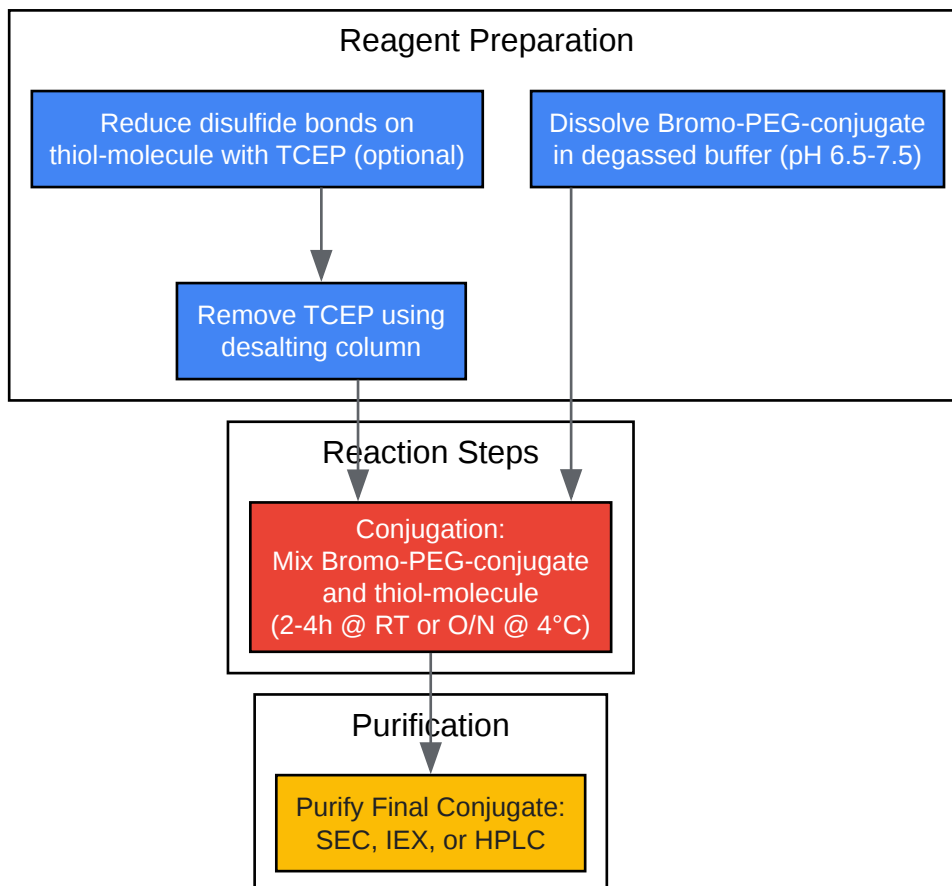 Reagent Preparation
Reduce disulfide bonds on
thiol-molecule with TCEP (optional)
Dissolve Bromo-PEG-conjugate
in degassed buffer (pH 6.5-7.5)
Remove TCEP using
desalting column
Reaction Steps
Conjugation:
Mix Bromo-PEG-conjugate
and thiol-molecule
(2-4h @ RT or O/N @ 4°C)
Purification
Purify Final Conjugate:
SEC, IEX, or HPLC